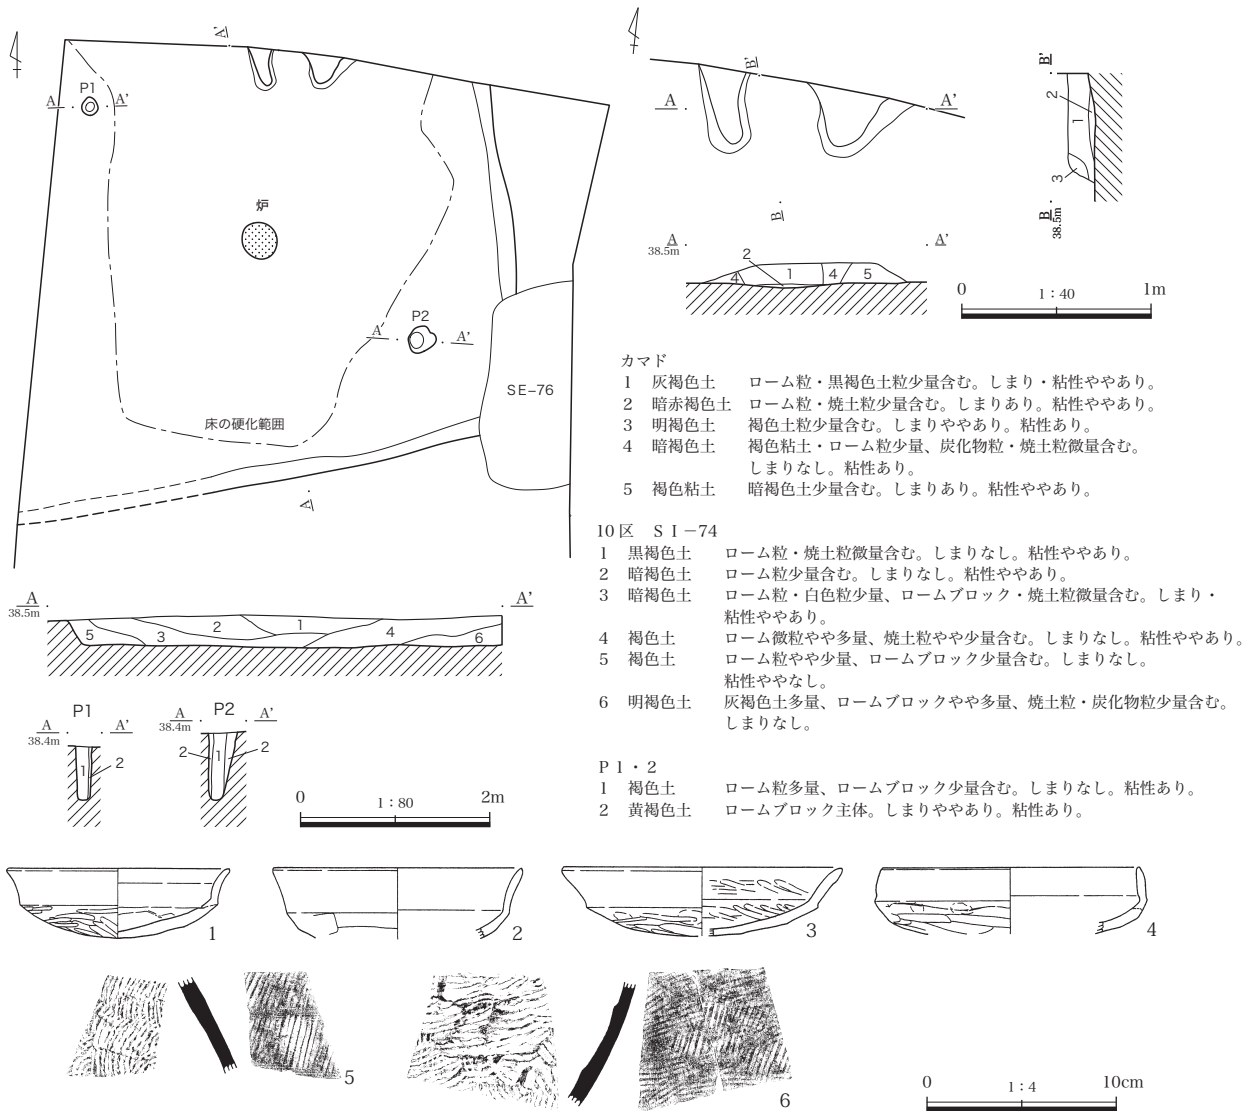 A'
P1
A A'
炉
P2
A A'
SE−76
床の硬化範囲
A
A A'
38.5m
5 3 2 1 4 6
P1
A A'
38.4m
1 2
P2
A A'
38.4m
2 1 2
0 1：80 2m
B'
A A'
B
B'
2
1
3
B
38.5m
A A'
38.5m
2
4 1 4 5
0 1：40 1m
カマド
1 灰褐色土 ローム粒・黒褐色土粒少量含む。しまり・粘性ややあり。
2 暗赤褐色土 ローム粒・焼土粒少量含む。しまりあり。粘性ややあり。
3 明褐色土 褐色土粒少量含む。しまりややあり。粘性あり。
4 暗褐色土 褐色粘土・ローム粒少量、炭化物粒・焼土粒微量含む。
しまりなし。粘性あり。
5 褐色粘土 暗褐色土少量含む。しまりあり。粘性ややあり。
10区 ＳＩ−74
1 黒褐色土 ローム粒・焼土粒微量含む。しまりなし。粘性ややあり。
2 暗褐色土 ローム粒少量含む。しまりなし。粘性ややあり。
3 暗褐色土 ローム粒・白色粒少量、ロームブロック・焼土粒微量含む。しまり・
粘性ややあり。
4 褐色土 ローム微粒やや多量、焼土粒やや少量含む。しまりなし。粘性ややあり。
5 褐色土 ローム粒やや少量、ロームブロック少量含む。しまりなし。
粘性ややなし。
6 明褐色土 灰褐色土多量、ロームブロックやや多量、焼土粒・炭化物粒少量含む。
しまりなし。
Ｐ1・2
1 褐色土 ローム粒多量、ロームブロック少量含む。しまりなし。粘性あり。
2 黄褐色土 ロームブロック主体。しまりややあり。粘性あり。
1
2
3
4
5
6
0 1：4 10cm